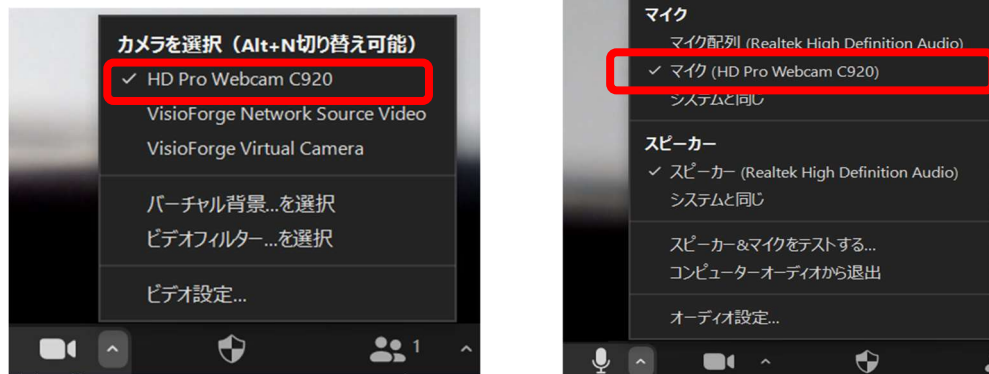 カメラを選択（Alt+N切り替え可能）
✓ HD Pro Webcam C920
VisioForge Network Source Video
VisioForge Virtual Camera
バーチャル背景...を選択
ビデオフィルター...を選択
ビデオ設定...
1
マイク
マイク配列 (Realtek High Definition Audio)
✓ マイク (HD Pro Webcam C920)
システムと同じ
スピーカー
✓ スピーカー (Realtek High Definition Audio)
システムと同じ
スピーカー&マイクをテストする...
コンピューターオーディオから退出
オーディオ設定...